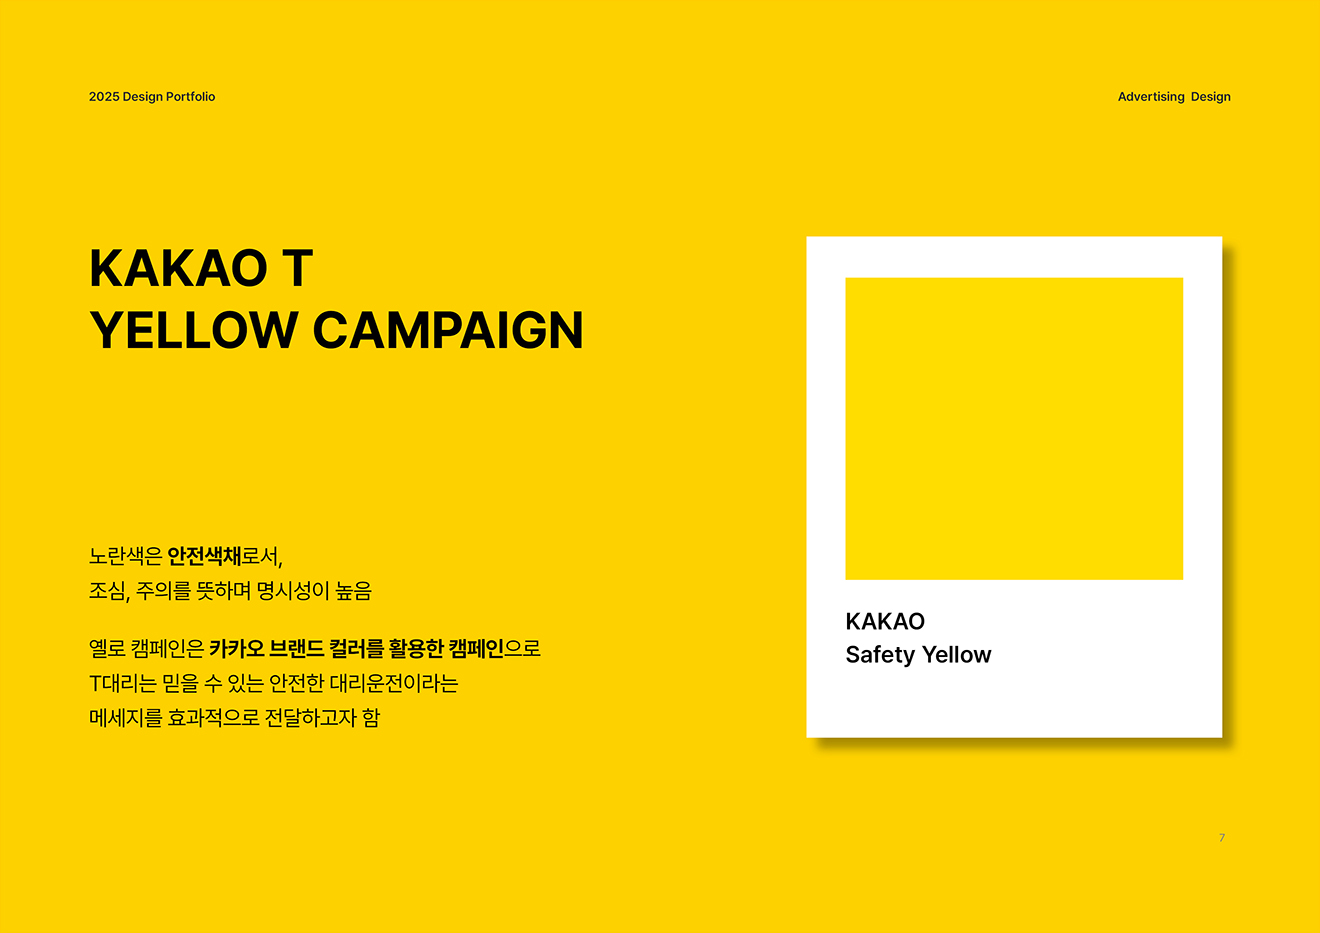 2025 Design Portfolio
Advertising Design
KAKAO T
YELLOW CAMPAIGN
노란색은 안전색채로서,
조심, 주의를 뜻하며 명시성이 높음
옐로 캠페인은 카카오 브랜드 컬러를 활용한 캠페인으로
T대리는 믿을 수 있는 안전한 대리운전이라는
메세지를 효과적으로 전달하고자 함
KAKAO
Safety Yellow
7